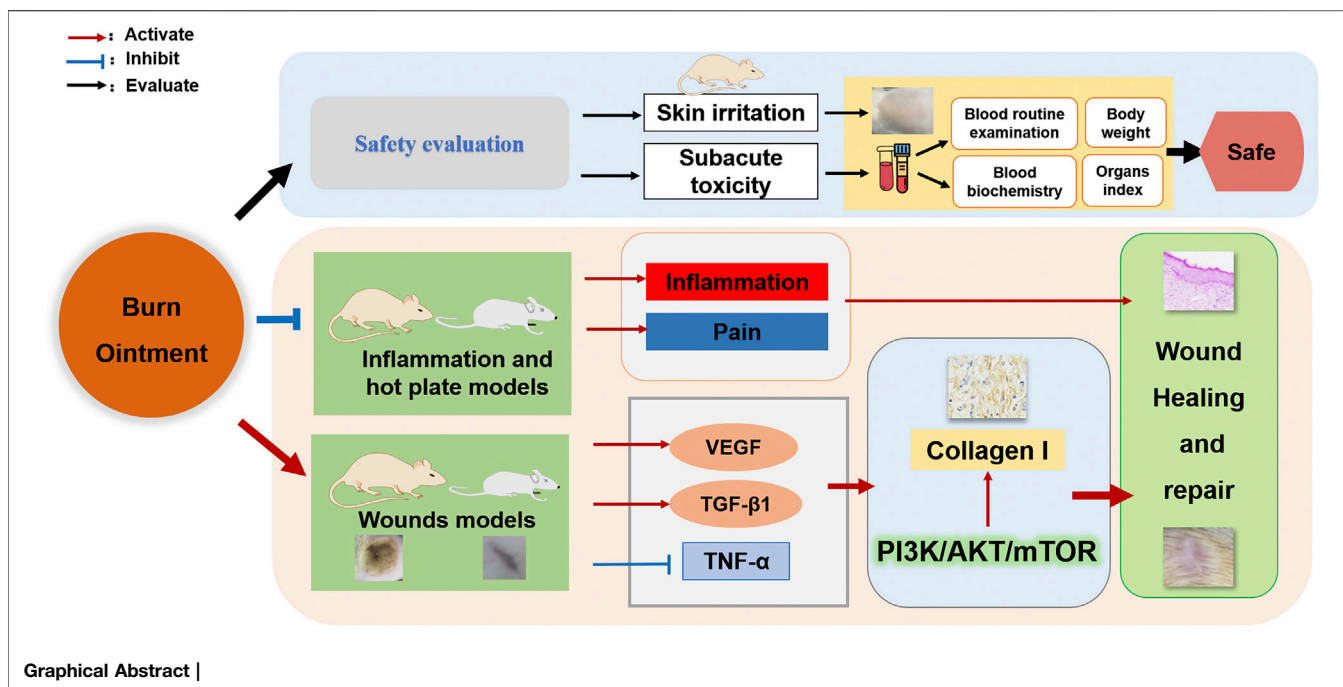 : Activate
: Inhibit
: Evaluate
Safety evaluation
Skin irritation
Subacute
toxicity
Blood routine
examination
Body
weight
Blood
biochemistry
Organs
index
Safe
Burn
Ointment
Inflammation and
hot plate models
Inflammation
Pain
Wounds models
VEGF
TGF-β1
TNF-α
Collagen I
PI3K/AKT/mTOR
Wound
Healing
and
repair
Graphical Abstract |